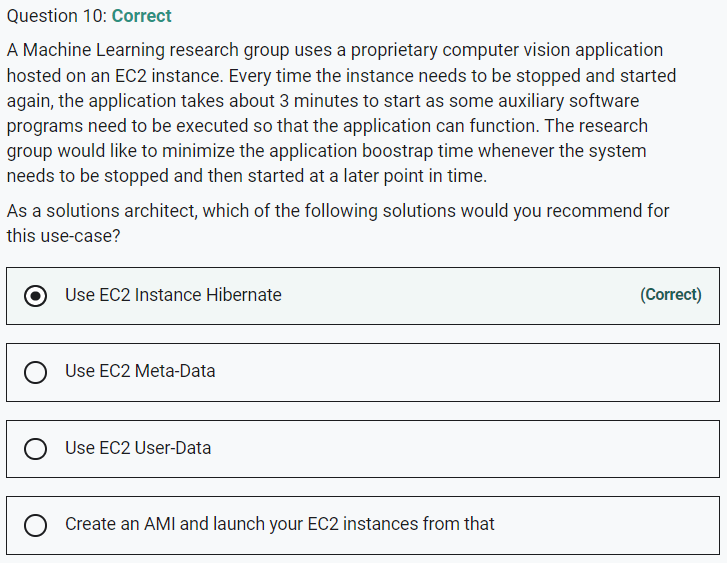 Question 10: Correct
A Machine Learning research group uses a proprietary computer vision application
hosted on an EC2 instance. Every time the instance needs to be stopped and started
again, the application takes about 3 minutes to start as some auxiliary software
programs need to be executed so that the application can function. The research
group would like to minimize the application boostrap time whenever the system
needs to be stopped and then started at a later point in time.
As a solutions architect, which of the following solutions would you recommend for
this use-case?
Use EC2 Instance Hibernate (Correct)
Use EC2 Meta-Data
Use EC2 User-Data
Create an AMI and launch your EC2 instances from that